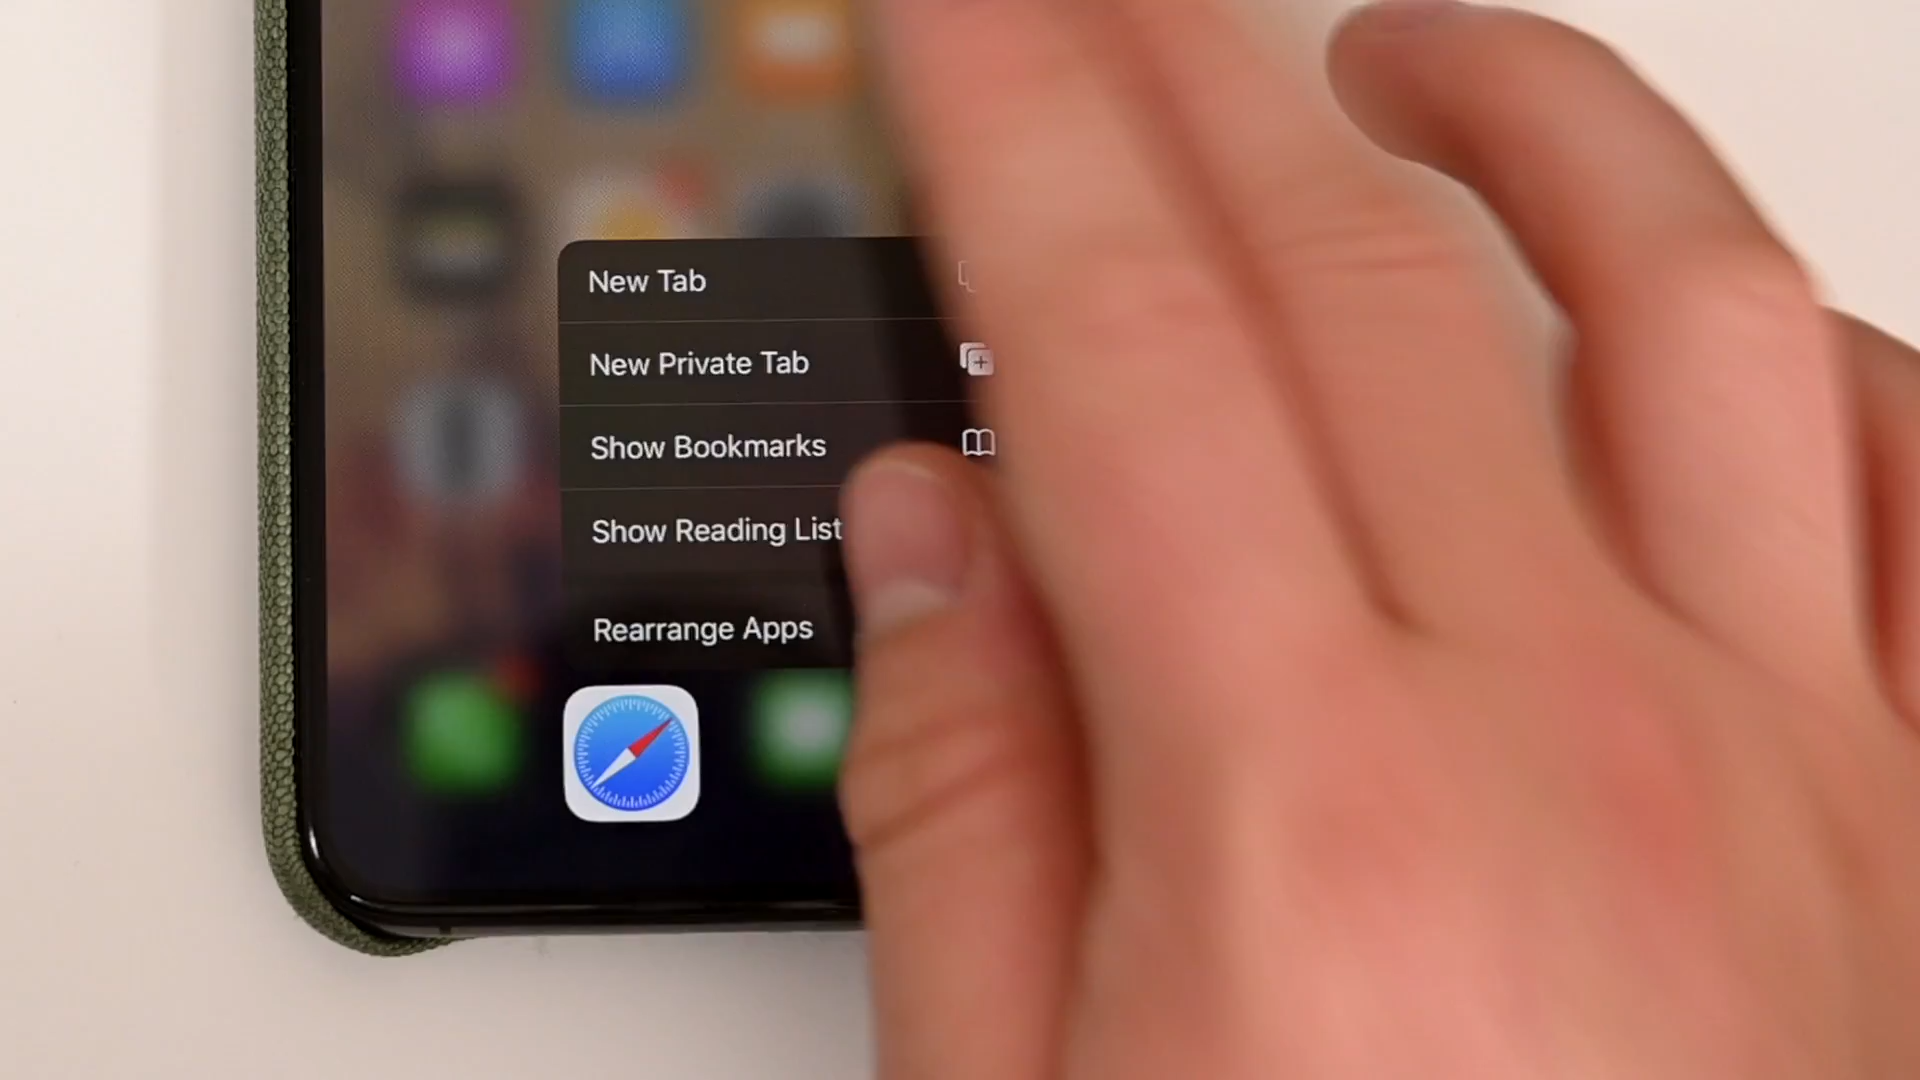 New Tab
New Private Tab
Show Bookmarks
Show Reading List
Rearrange Apps